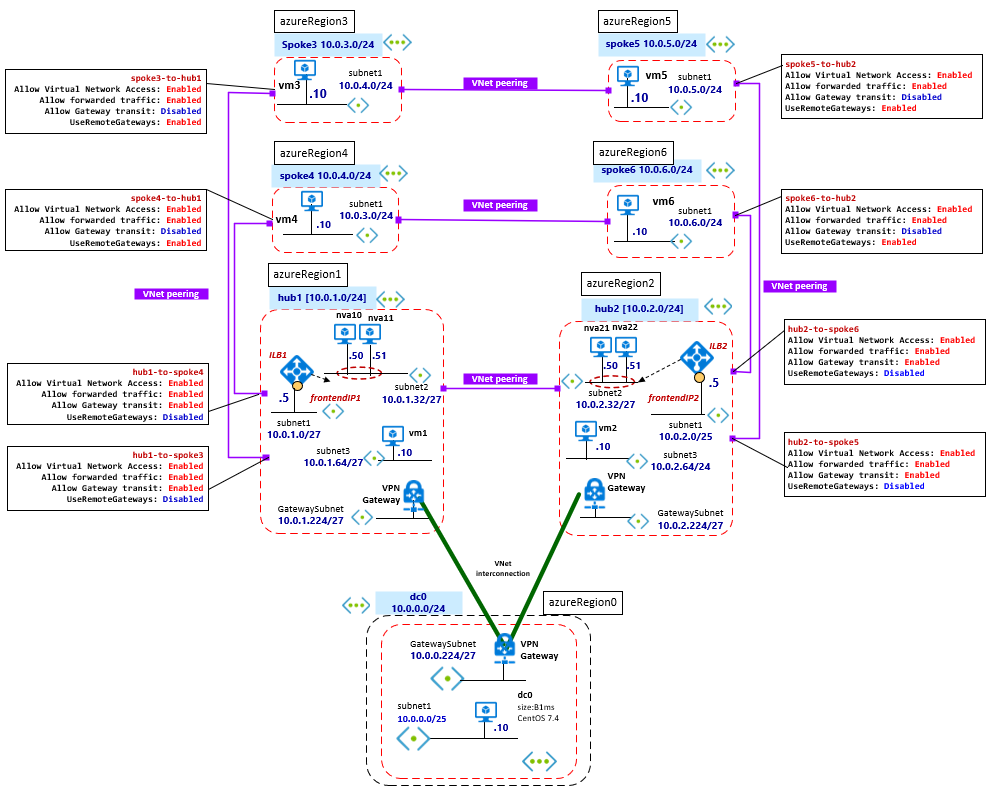 azureRegion3
Spoke3 10.0.3.0/24
vm3
subnet1
10.0.4.0/24
.10
azureRegion5
spoke5 10.0.5.0/24
vm5
subnet1
10.0.5.0/24
.10
VNet peering
spoke3-to-hub1
Allow Virtual Network Access: Enabled
Allow forwarded traffic: Enabled
Allow Gateway transit: Disabled
UseRemoteGateways: Enabled
spoke5-to-hub2
Allow Virtual Network Access: Enabled
Allow forwarded traffic: Enabled
Allow Gateway transit: Disabled
UseRemoteGateways: Enabled
azureRegion4
spoke4 10.0.4.0/24
vm4
subnet1
10.0.3.0/24
.10
azureRegion6
spoke6 10.0.6.0/24
vm6
subnet1
10.0.6.0/24
.10
VNet peering
spoke4-to-hub1
Allow Virtual Network Access: Enabled
Allow forwarded traffic: Enabled
Allow Gateway transit: Disabled
UseRemoteGateways: Enabled
spoke6-to-hub2
Allow Virtual Network Access: Enabled
Allow forwarded traffic: Enabled
Allow Gateway transit: Disabled
UseRemoteGateways: Enabled
VNet peering
VNet peering
azureRegion1
hub1 [10.0.1.0/24]
nva10
nva11
.50
.51
ILB1
.5
frontendIP1
subnet2
10.0.1.32/27
subnet1
10.0.1.0/27
vm1
.10
subnet3
10.0.1.64/27
VPN
Gateway
GatewaySubnet
10.0.1.224/27
VNet peering
azureRegion2
hub2 [10.0.2.0/24]
nva21
nva22
.50
.51
ILB2
.5
subnet2
10.0.2.32/27
frontendIP2
subnet1
10.0.2.0/25
vm2
.10
subnet3
10.0.2.64/24
VPN
Gateway
GatewaySubnet
10.0.2.224/27
hub1-to-spoke4
Allow Virtual Network Access: Enabled
Allow forwarded traffic: Enabled
Allow Gateway transit: Enabled
UseRemoteGateways: Disabled
hub1-to-spoke3
Allow Virtual Network Access: Enabled
Allow forwarded traffic: Enabled
Allow Gateway transit: Enabled
UseRemoteGateways: Disabled
hub2-to-spoke6
Allow Virtual Network Access: Enabled
Allow forwarded traffic: Enabled
Allow Gateway transit: Enabled
UseRemoteGateways: Disabled
hub2-to-spoke5
Allow Virtual Network Access: Enabled
Allow forwarded traffic: Enabled
Allow Gateway transit: Enabled
UseRemoteGateways: Disabled
VNet
interconnection
dc0
10.0.0.0/24
azureRegion0
GatewaySubnet
10.0.0.224/27
VPN
Gateway
subnet1
10.0.0.0/25
.10
dc0
size:B1ms
CentOS 7.4